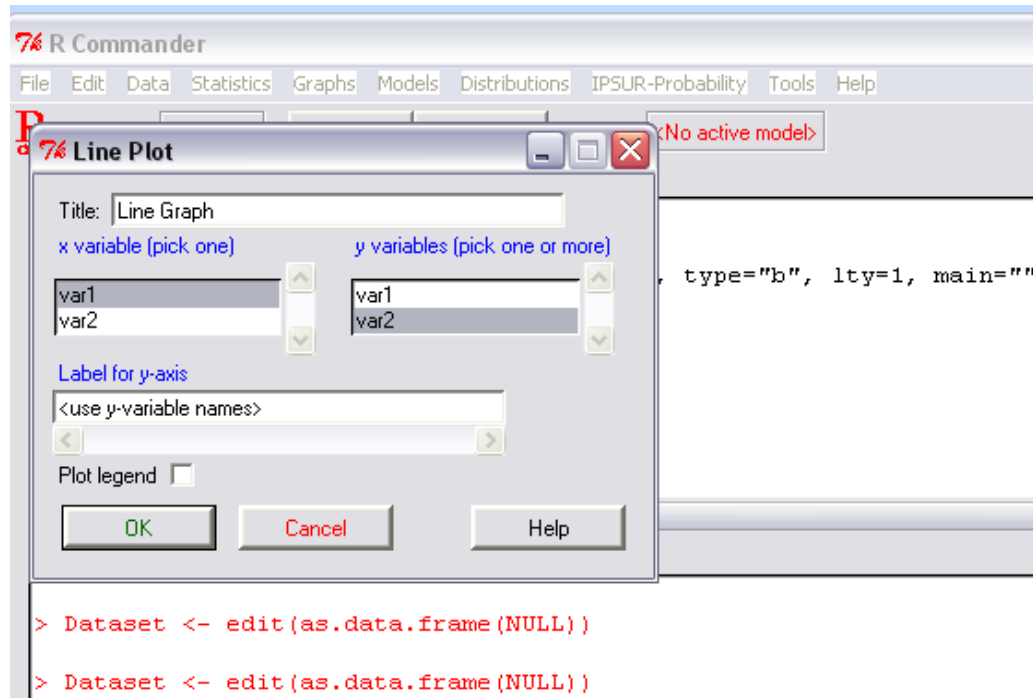 R Commander
File Edit Data Statistics Graphs Models Distributions IPSUR-Probability Tools Help
<No active model>
Line Plot
Title: Line Graph
x variable (pick one)
y variables (pick one or more)
var1
var2
var1
var2
, type="b", lty=1, main=""
Label for y-axis
<use y-variable names>
Plot legend
OK Cancel Help
> Dataset <- edit(as.data.frame(NULL))
> Dataset <- edit(as.data.frame(NULL))